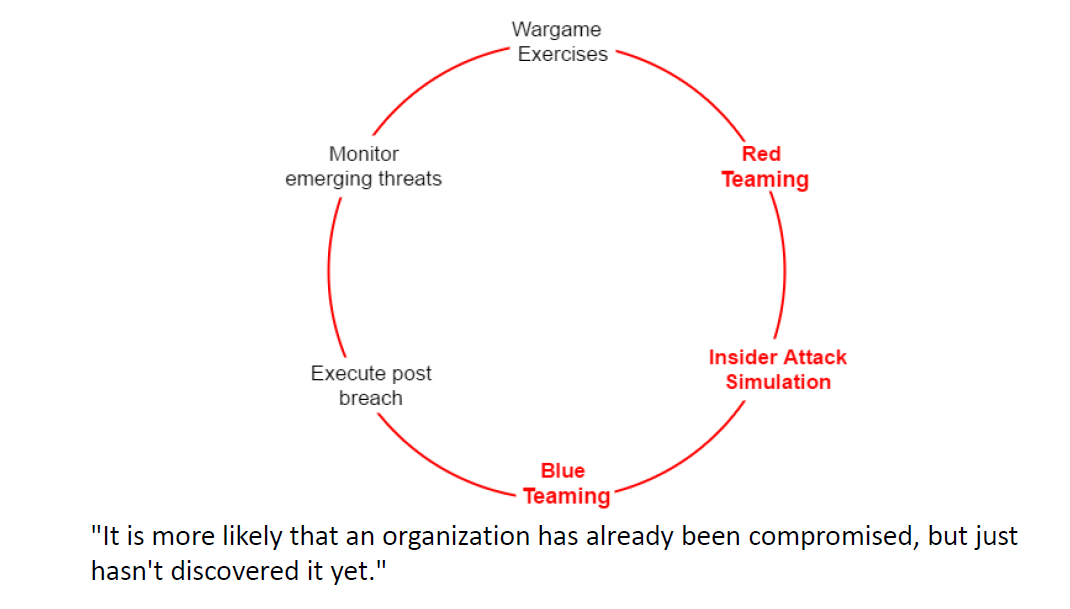 Wargame
Exercises
Red
Teaming
Insider Attack
Simulation
Blue
Teaming
Execute post
breach
Monitor
emerging threats
"It is more likely that an organization has already been compromised, but just
hasn't discovered it yet."